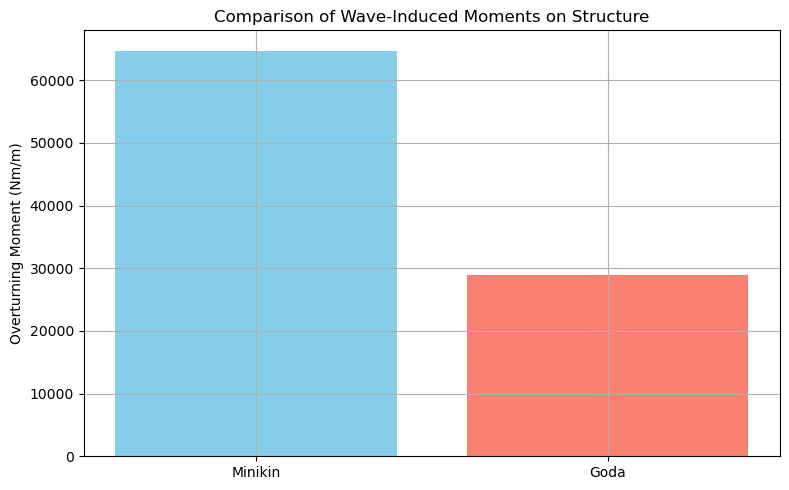 Comparison of Wave-Induced Moments on Structure
Overturning Moment (Nm/m)
60000
50000
40000
30000
20000
10000
0
Minikin
Goda